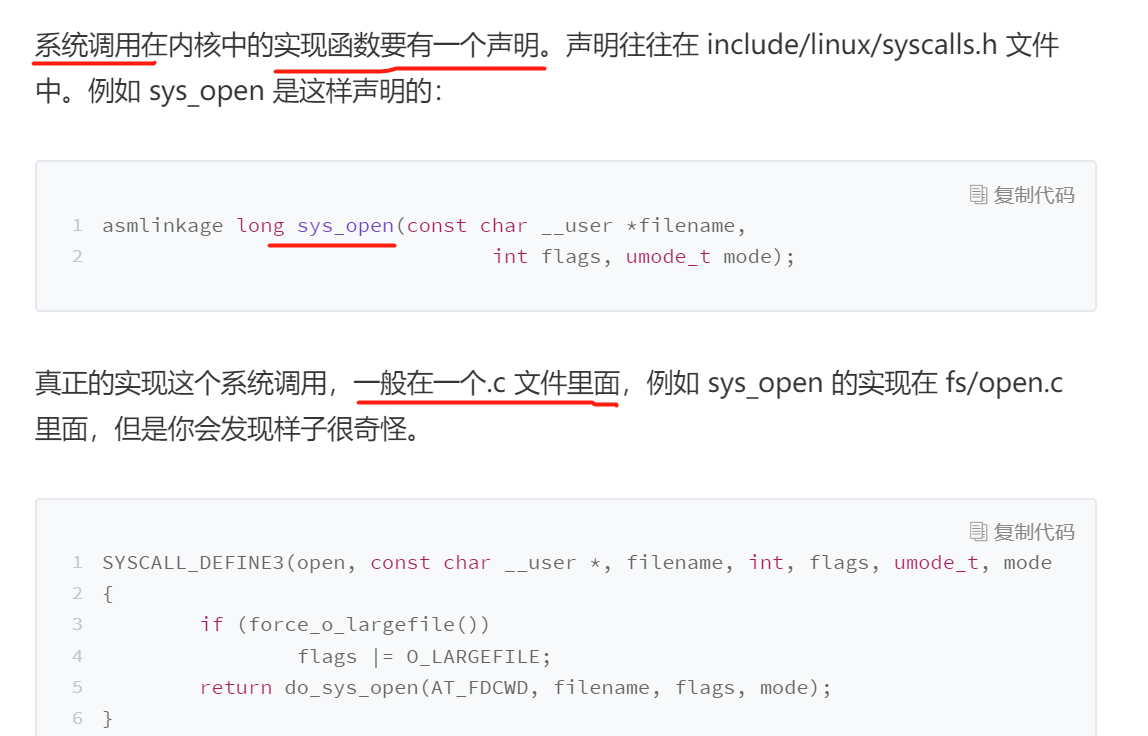 系统调用在内核中的实现函数要有一个声明。声明往往在 include/linux/syscalls.h 文件
中。例如 sys_open 是这样声明的：
复制代码
1 asmlinkage long sys_open(const char __user *filename,
2 int flags, umode_t mode);
真正的实现这个系统调用，一般在一个.c 文件里面，例如 sys_open 的实现在 fs/open.c
里面，但是你会发现样子很奇怪。
复制代码
1 SYSCALL_DEFINE3(open, const char __user *, filename, int, flags, umode_t, mode
2 {
3 if (force_o_largefile())
4 flags |= O_LARGEFILE;
5 return do_sys_open(AT_FDCWD, filename, flags, mode);
6 }